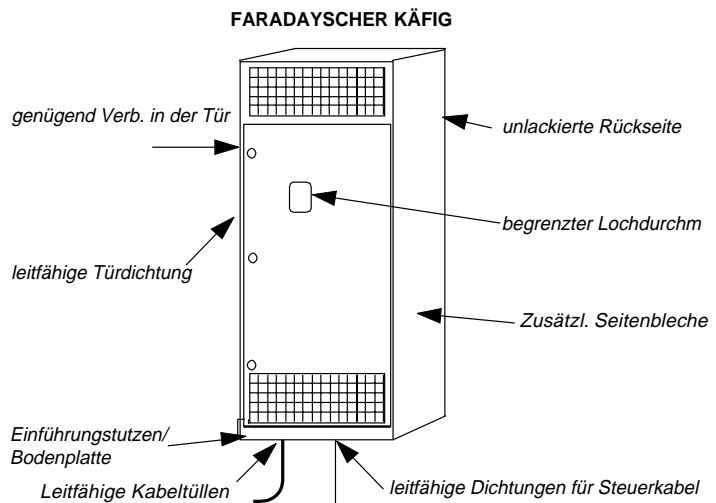 FARADAYSCHER KÄFIG
genügend Verb. in der Tür
unlackierte Rückseite
begrenzter Lochdurchm
leitfähige Türdichtung
Zusätzl. Seitenbleche
Einführungstutzen/
Bodenplatte
Leitfähige Kabeltüllen
leitfähige Dichtungen für Steuerkabel